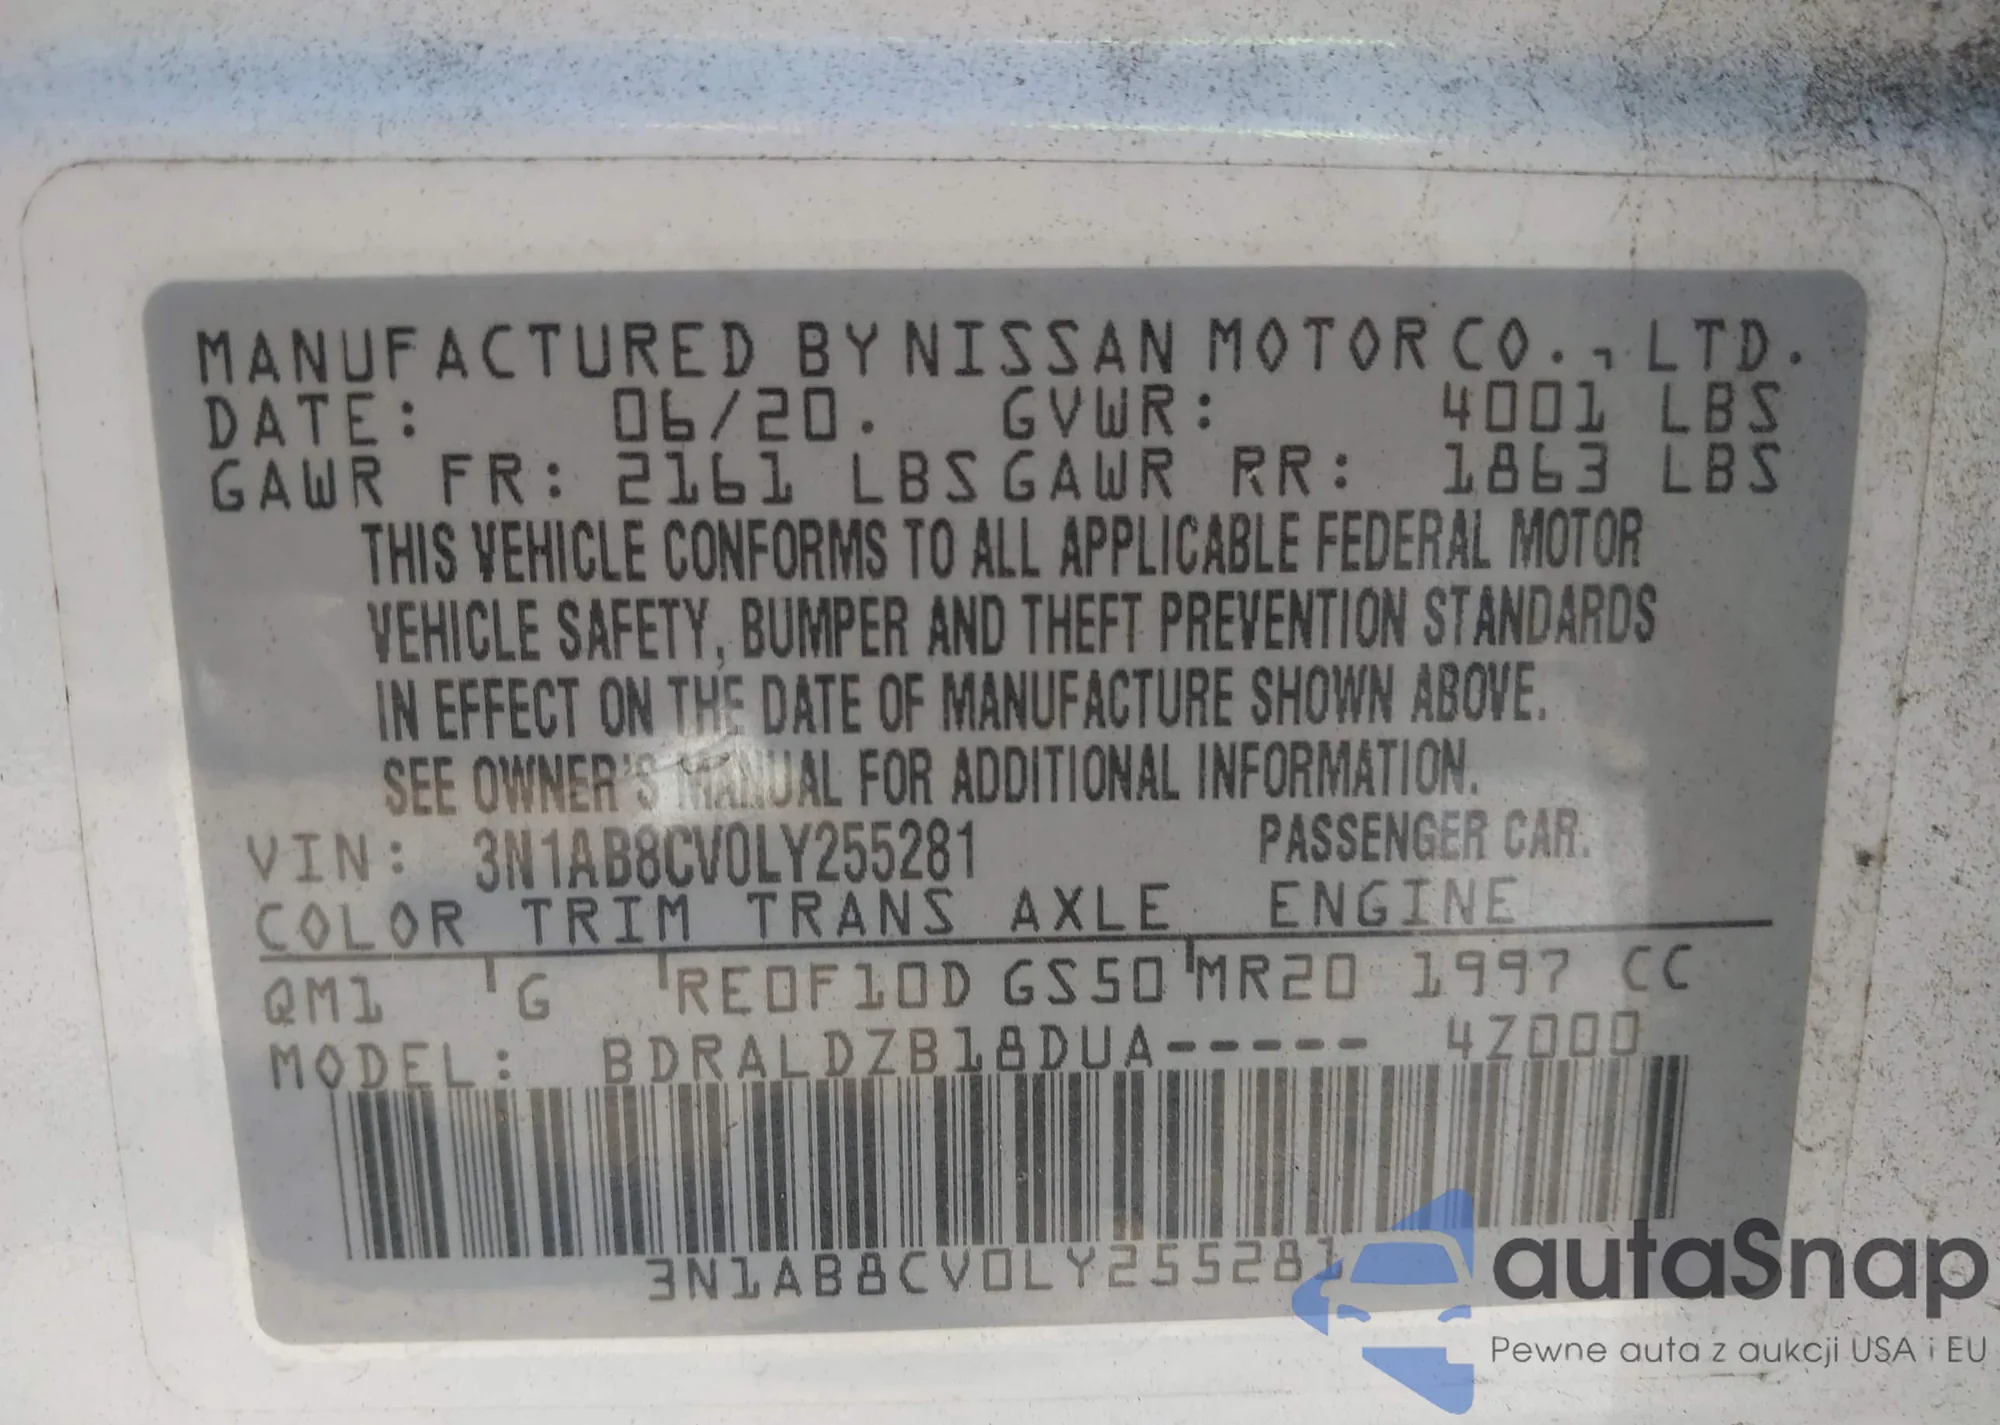 MANUFACTURED BY NISSAN MOTOR CO., LTD.
DATE: 06/20. GVWR: 4001 LBS
GAWR FR: 2161 LBS GAWR RR: 1863 LBS
THIS VEHICLE CONFORMS TO ALL APPLICABLE FEDERAL MOTOR
VEHICLE SAFETY, BUMPER AND THEFT PREVENTION STANDARDS
IN EFFECT ON THE DATE OF MANUFACTURE SHOWN ABOVE.
SEE OWNER'S MANUAL FOR ADDITIONAL INFORMATION.
VIN: 3N1AB8CV0LY255281 PASSENGER CAR.
COLOR TRIM TRANS AXLE ENGINE
QM1 G RE0F10D GS50 MR20 1997 CC
MODEL: BDRALDZB18DUA----- 4Z000
3N1AB8CV0LY255281
autaSnap
Pewne auta z aukcji USA i EU